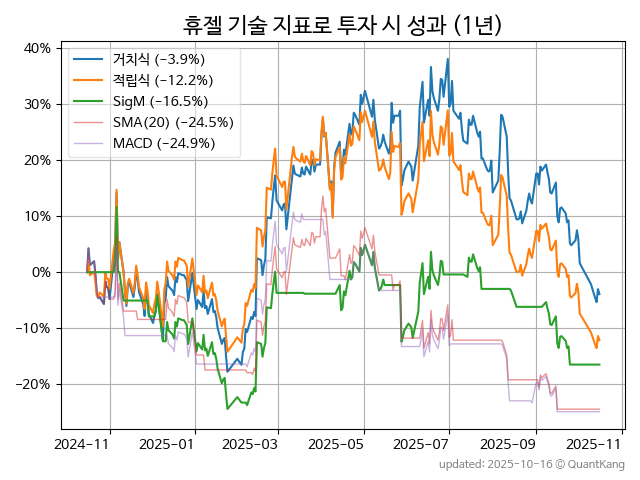 휴젤 기술 지표로 투자 시 성과 (1년)
거치식 (−3.9%)
적립식 (−12.2%)
SigM (−16.5%)
SMA(20) (−24.5%)
MACD (−24.9%)
40%
30%
20%
10%
0%
−10%
−20%
2024-11 2025-01 2025-03 2025-05 2025-07 2025-09 2025-11
updated: 2025-10-16 © QuantKang